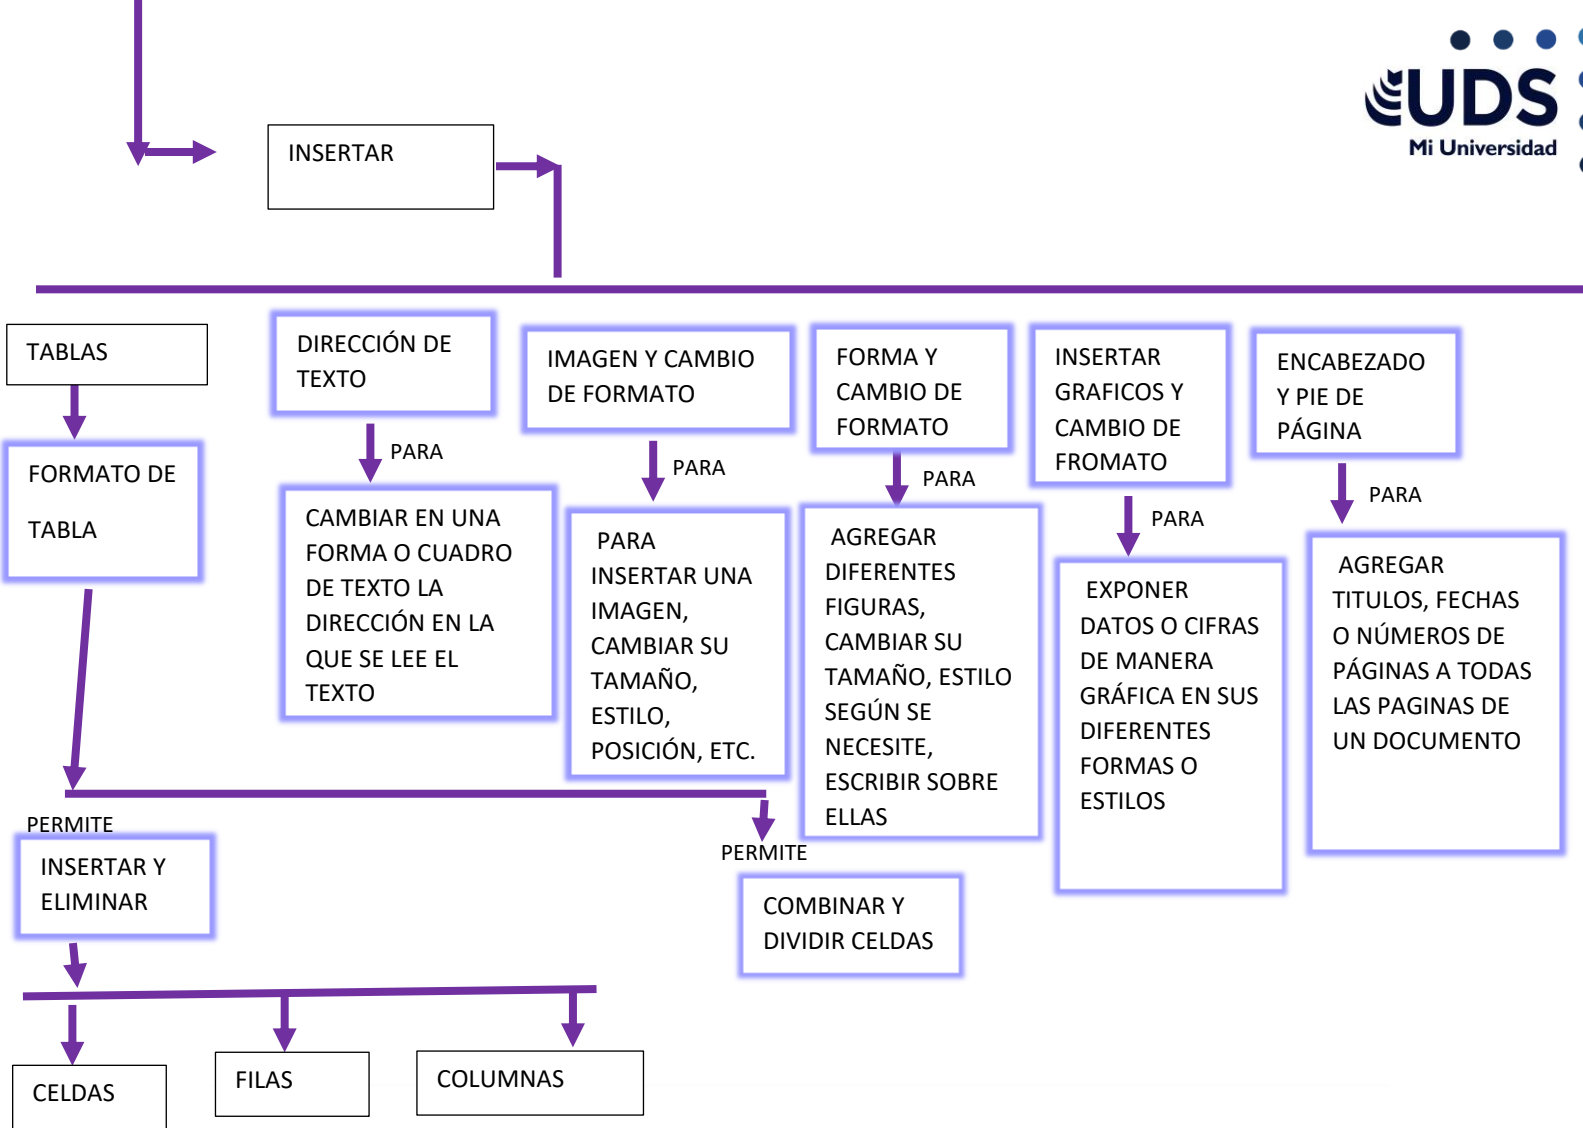 UDS
Mi Universidad
INSERTAR
TABLAS
FORMATO DE
TABLA
DIRECCIÓN DE
TEXTO
PARA
CAMBIAR EN UNA
FORMA O CUADRO
DE TEXTO LA
DIRECCIÓN EN LA
QUE SE LEE EL
TEXTO
IMAGEN Y CAMBIO
DE FORMATO
PARA
PARA
INSERTAR UNA
IMAGEN,
CAMBIAR SU
TAMAÑO,
ESTILO,
POSICIÓN, ETC.
FORMA Y
CAMBIO DE
FORMATO
PARA
AGREGAR
DIFERENTES
FIGURAS,
CAMBIAR SU
TAMAÑO, ESTILO
SEGÚN SE
NECESITE,
ESCRIBIR SOBRE
ELLAS
INSERTAR
GRAFICOS Y
CAMBIO DE
FROMATO
PARA
EXPONER
DATOS O CIFRAS
DE MANERA
GRÁFICA EN SUS
DIFERENTES
FORMAS O
ESTILOS
ENCABEZADO
Y PIE DE
PÁGINA
PARA
AGREGAR
TITULOS, FECHAS
O NÚMEROS DE
PÁGINAS A TODAS
LAS PAGINAS DE
UN DOCUMENTO
PERMITE
INSERTAR Y
ELIMINAR
PERMITE
COMBINAR Y
DIVIDIR CELDAS
CELDAS
FILAS
COLUMNAS